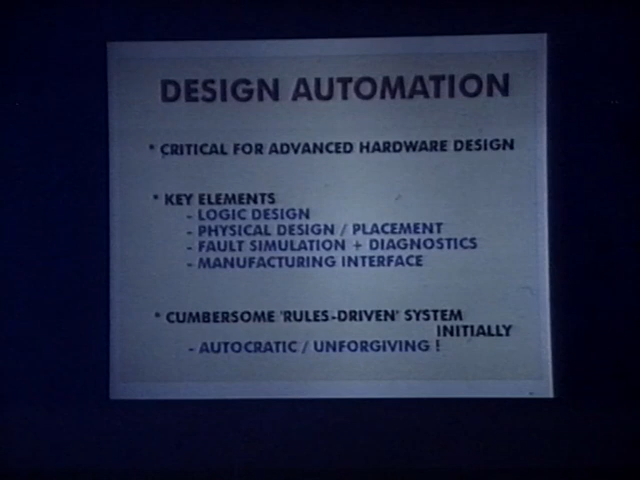 DESIGN AUTOMATION
* CRITICAL FOR ADVANCED HARDWARE DESIGN
* KEY ELEMENTS
- LOGIC DESIGN
- PHYSICAL DESIGN / PLACEMENT
- FAULT SIMULATION + DIAGNOSTICS
- MANUFACTURING INTERFACE
* CUMBERSOME 'RULES-DRIVEN' SYSTEM
INITIALLY
- AUTOCRATIC / UNFORGIVING !